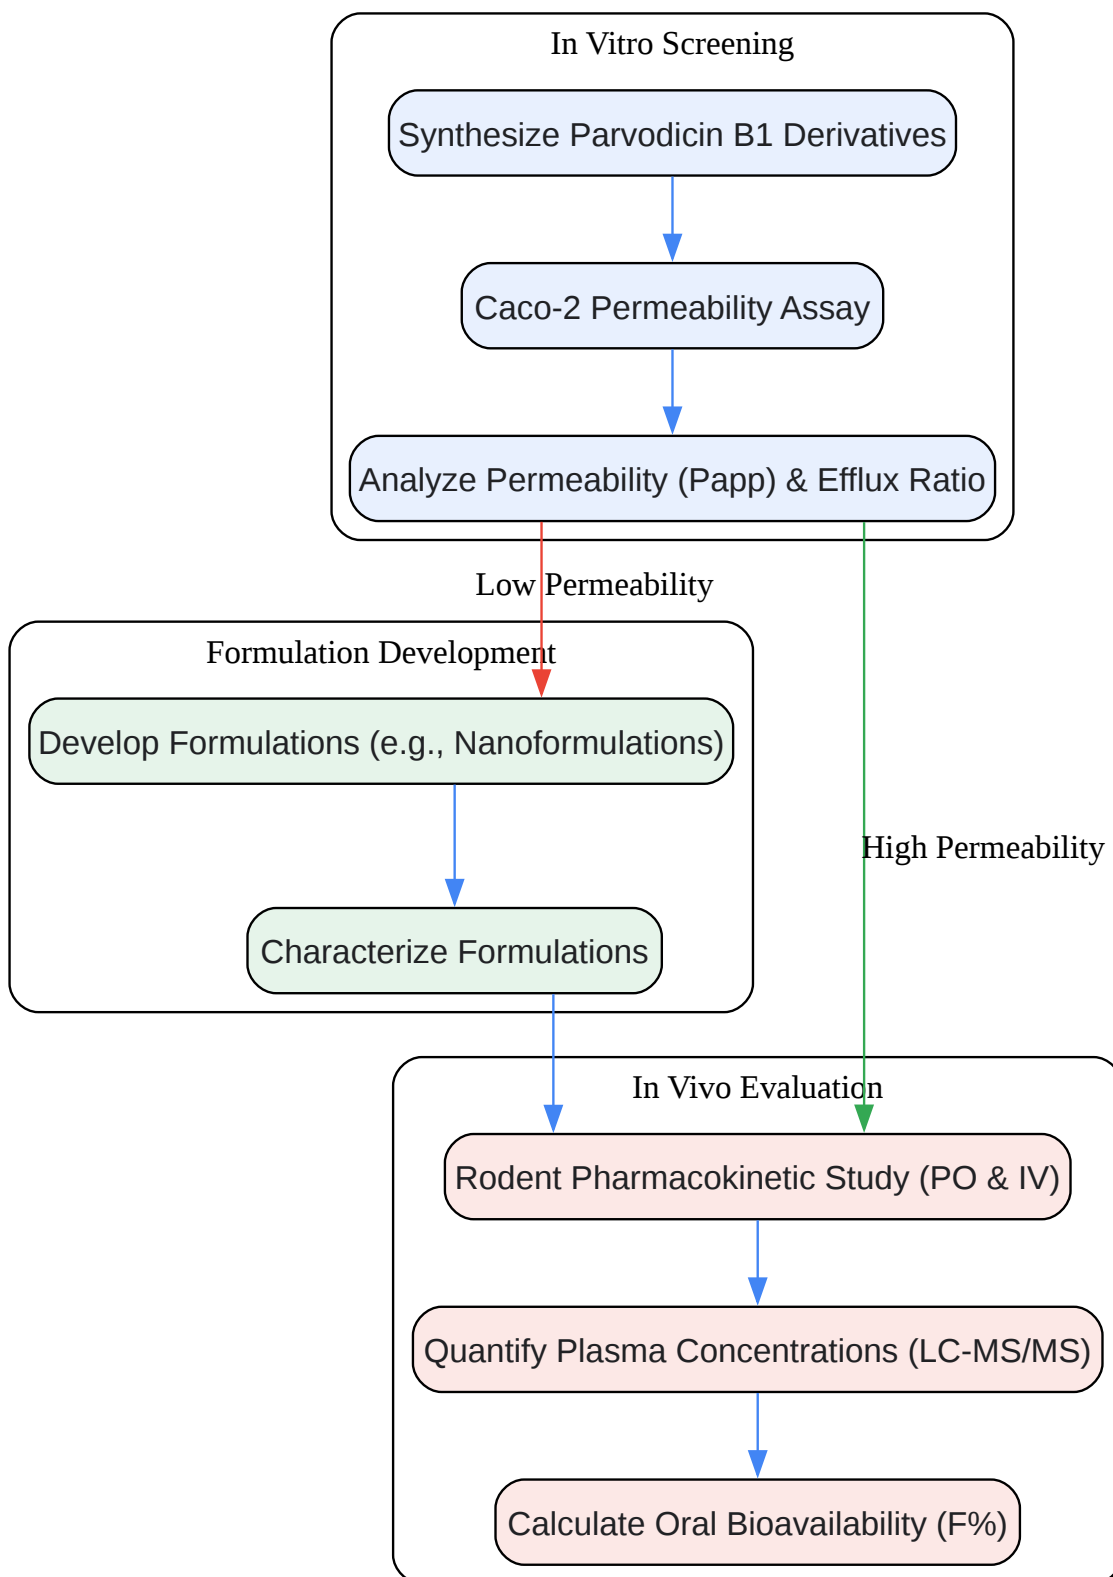 In Vitro Screening
Synthesize Parvodicin B1 Derivatives
Caco-2 Permeability Assay
Analyze Permeability (Papp) & Efflux Ratio
Low Permeability
Formulation Development
Develop Formulations (e.g., Nanoformulations)
High Permeability
Characterize Formulations
In Vivo Evaluation
Rodent Pharmacokinetic Study (PO & IV)
Quantify Plasma Concentrations (LC-MS/MS)
Calculate Oral Bioavailability (F%)